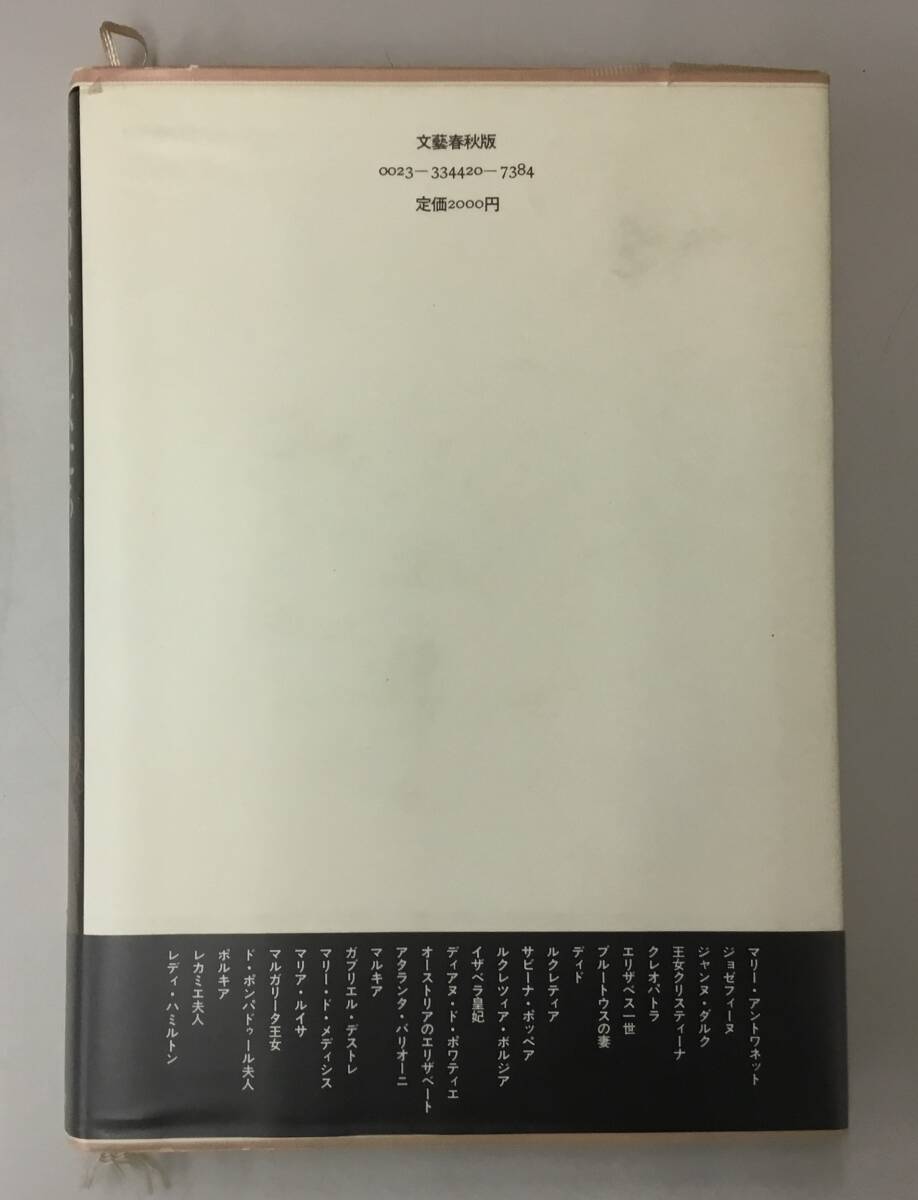 文藝春秋版
0023—334420—7384
定価2000円
マリー・アントワネット
ジョゼフィーヌ
ジャンヌ・ダルク
王女クリスティーナ
クレオパトラ
エリザベス一世
ブルートウスの妻
ディド
ルクレティア
サビーナ・ポッペア
ルクレツィア・ボルジア
イザベラ皇妃
ディアヌ・ド・ポワティエ
オーストリアのエリザベート
アタランタ・バリオーニ
マルキア
ガブリエル・デストレ
マリー・ド・メディシス
マリア・ルイサ
マルガリータ王女
ド・ポンパドゥール夫人
ポルキア
レカミエ夫人
レディ・ハミルトン